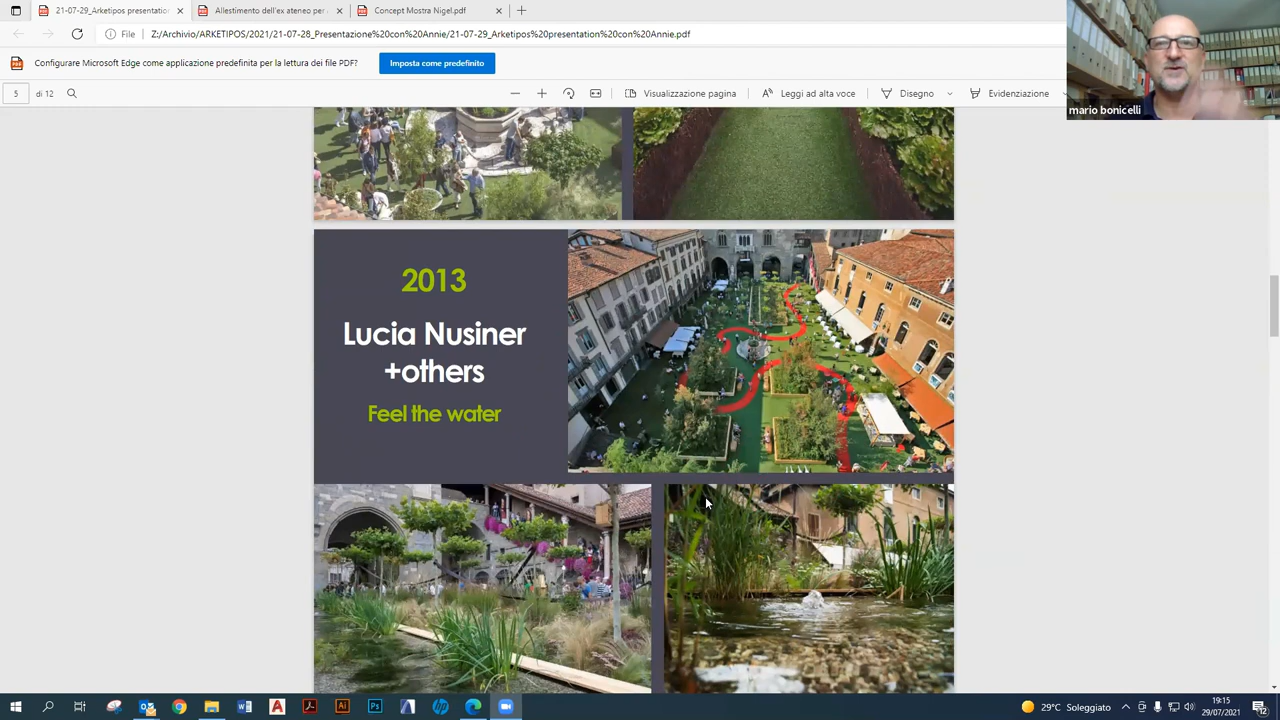 21-07-29_Arketipos presentation
Allestimento dell'ex ateneo per
Concept Mostra Nigel.pdf
File
Z:/Archivio/ARKETIPOS/2021/21-07-28_Presentazione%20con%20Annie/21-07-29_Arketipos%20presentation%20con%20Annie.pdf
Configurare Microsoft Edge come applicazione predefinita per la lettura dei file PDF?
Imposta come predefinito
5 di 12
Visualizzazione pagina
Leggi ad alta voce
Disegno
Evidenziazione
mario bonicelli
2013
Lucia Nusiner
+others
Feel the water
29°C Soleggiato
19:15
29/07/2021
12